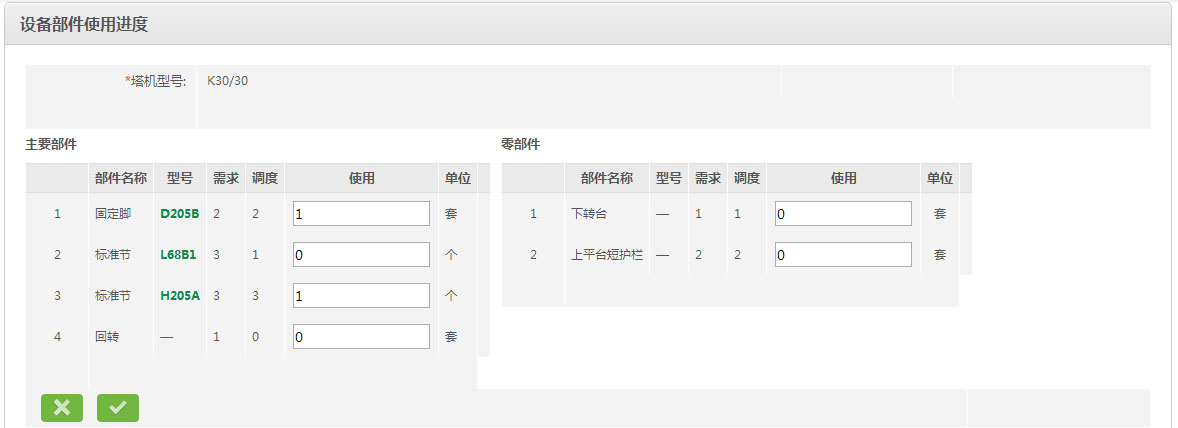 设备部件使用进度
*塔机型号: K30/30
主要部件
部件名称 型号 需求 调度 使用 单位
1 固定脚 D205B 2 2 1 套
2 标准节 L68B1 3 1 0 个
3 标准节 H205A 3 3 1 个
4 回转 — 1 0 0 套
零部件
部件名称 型号 需求 调度 使用 单位
1 下转台 — 1 1 0 套
2 上平台短护栏 — 2 2 0 套